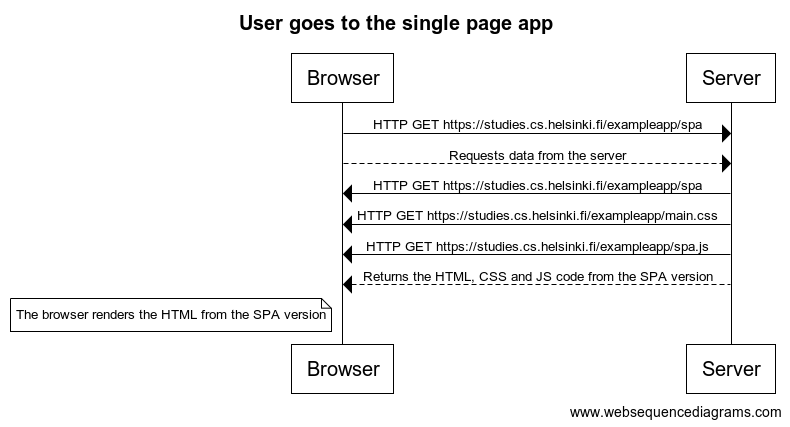 User goes to the single page app
Browser
Server
HTTP GET https://studies.cs.helsinki.fi/exampleapp/spa
Requests data from the server
HTTP GET https://studies.cs.helsinki.fi/exampleapp/spa
HTTP GET https://studies.cs.helsinki.fi/exampleapp/main.css
HTTP GET https://studies.cs.helsinki.fi/exampleapp/spa.js
Returns the HTML, CSS and JS code from the SPA version
The browser renders the HTML from the SPA version
Browser
Server
www.websequencediagrams.com